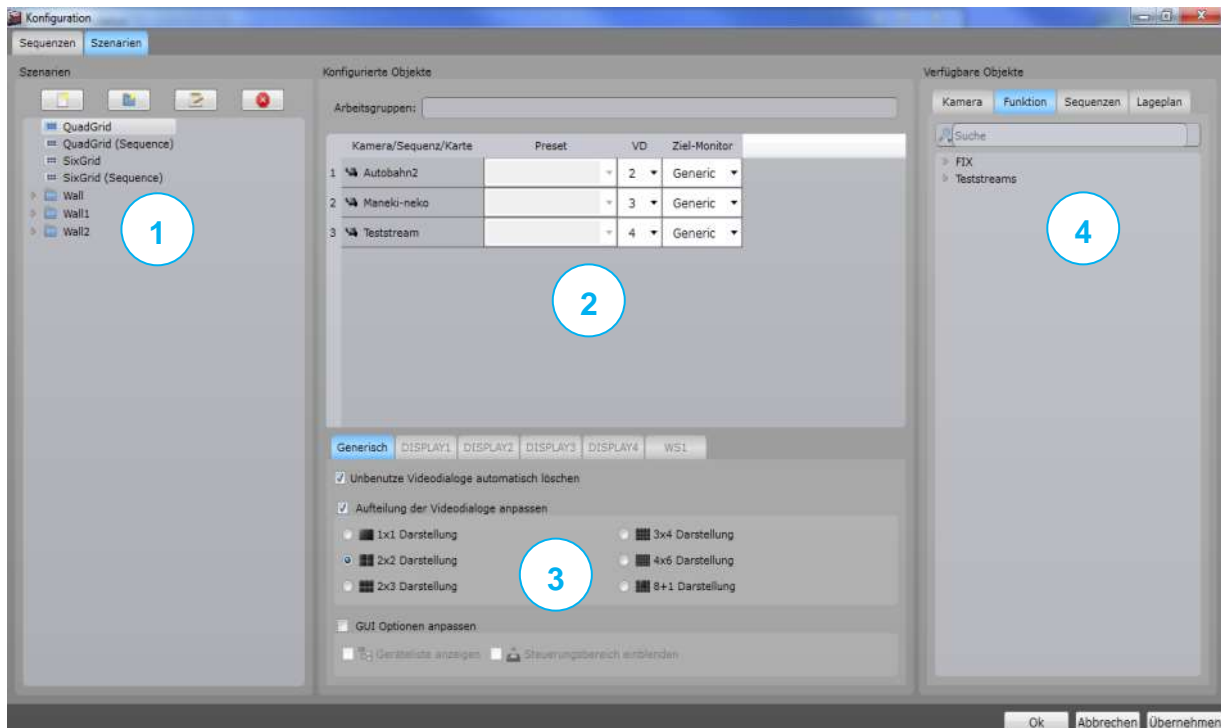 Konfiguration
Sequenzen Szenarien
Szenarien
QuadGrid
QuadGrid (Sequence)
SixGrid
SixGrid (Sequence)
Wall
Wall1
Wall2
1
Konfigurierte Objekte
Arbeitsgruppen:
Kamera/Sequenz/Karte Preset VD Ziel-Monitor
1 Autobahn2 2 Generic
2 Maneki-neko 3 Generic
3 Teststream 4 Generic
2
Generisch DISPLAY1 DISPLAY2 DISPLAY3 DISPLAY4 WS1
Unbenutze Videodialoge automatisch löschen
Aufteilung der Videodialoge anpassen
1x1 Darstellung 3x4 Darstellung
2x2 Darstellung 4x6 Darstellung
2x3 Darstellung 8+1 Darstellung
3
GUI Optionen anpassen
Geräteliste anzeigen Steuerungsbereich einblenden
Verfügbare Objekte
Kamera Funktion Sequenzen Lageplan
Suche
FIX
Teststreams
4
Ok Abbrechen Übernehmen